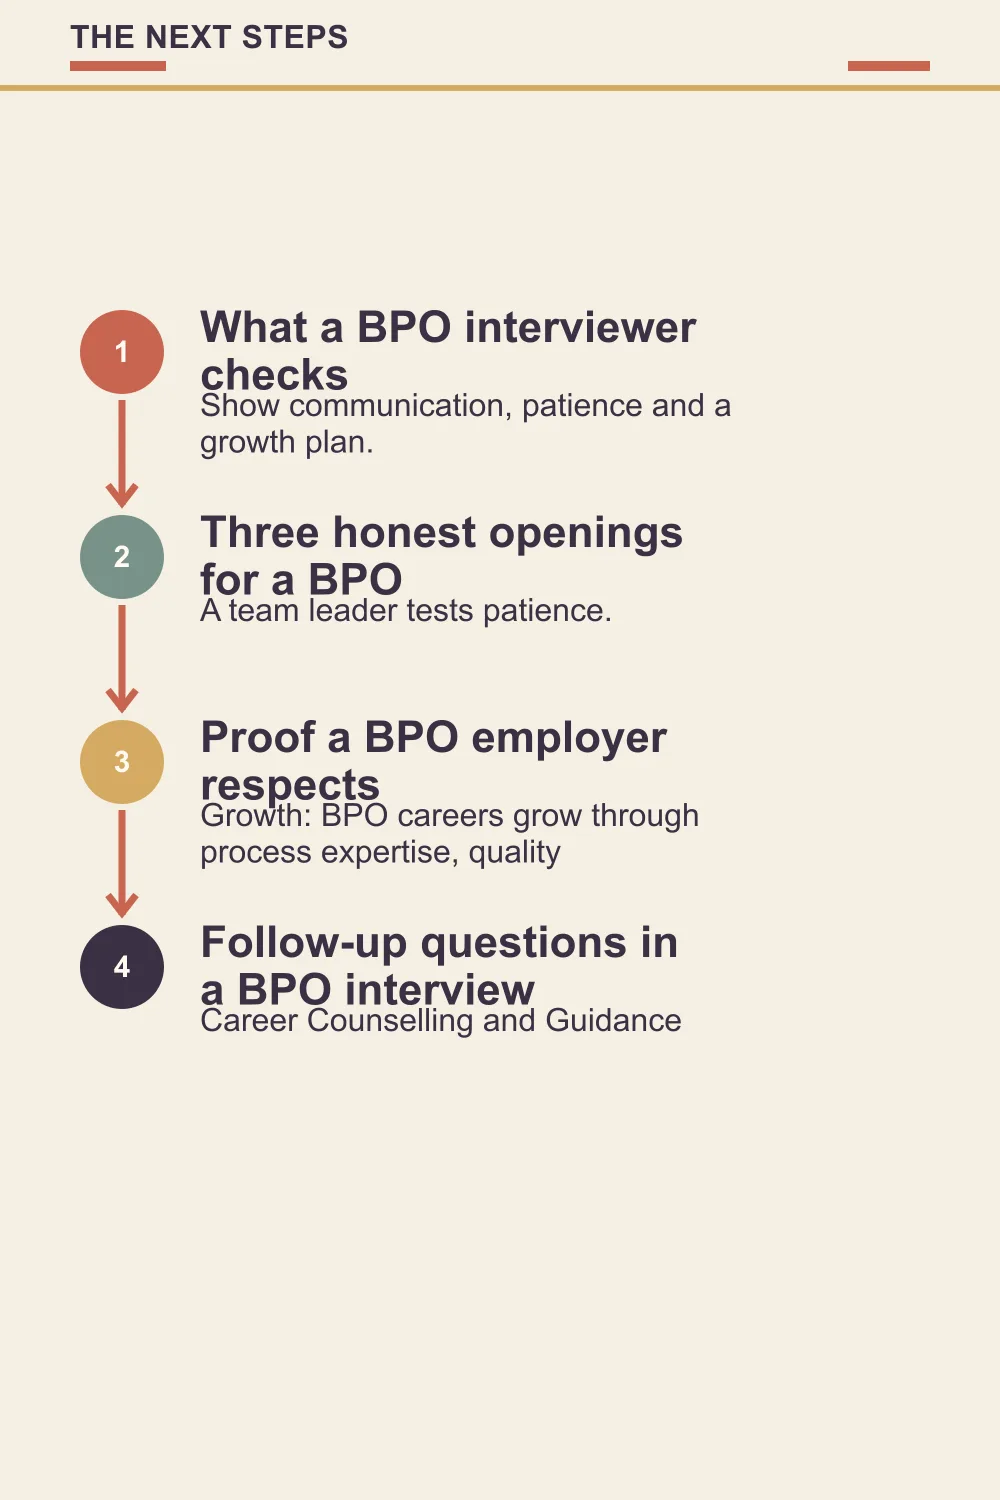 THE NEXT STEPS
1
What a BPO interviewer
checks
Show communication, patience and a
growth plan.
2
Three honest openings
for a BPO
A team leader tests patience.
3
Proof a BPO employer
respects
Growth: BPO careers grow through
process expertise, quality
4
Follow-up questions in
a BPO interview
Career Counselling and Guidance